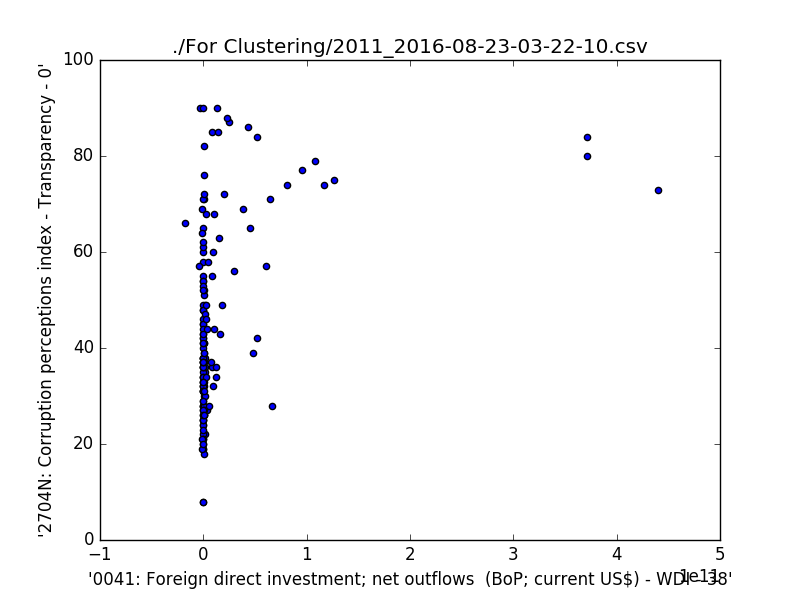 ./For Clustering/2011_2016-08-23-03-22-10.csv
100
80
60
40
20
0
'2704N: Corruption perceptions index - Transparency - 0'
−1 0 1 2 3 4 5
1e11
'0041: Foreign direct investment; net outflows (BoP; current US$) - WDI - 38'